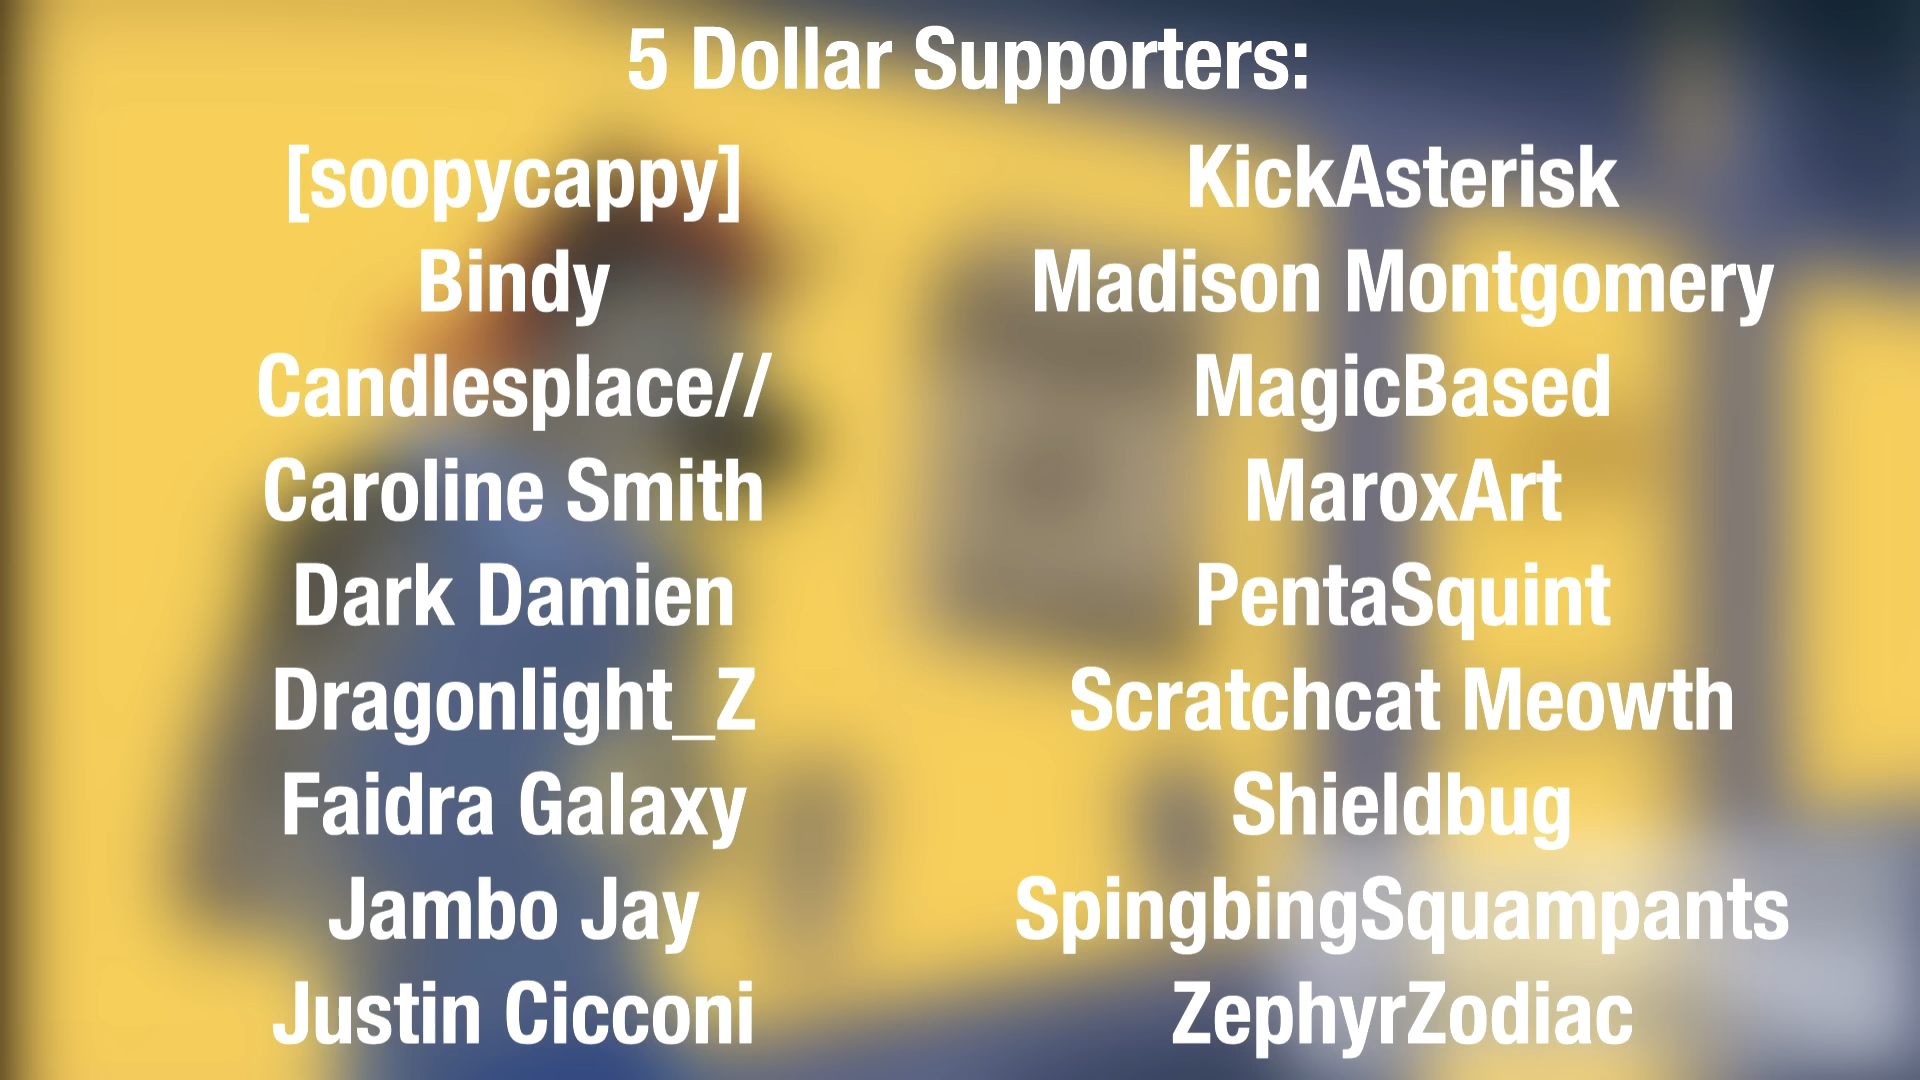 5 Dollar Supporters:
[soopycappy]
Bindy
Candlesplace//
Caroline Smith
Dark Damien
Dragonlight_Z
Faidra Galaxy
Jambo Jay
Justin Cicconi
KickAsterisk
Madison Montgomery
MagicBased
MaroxArt
PentaSquint
Scratchcat Meowth
Shieldbug
SpingbingSquampants
ZephyrZodiac